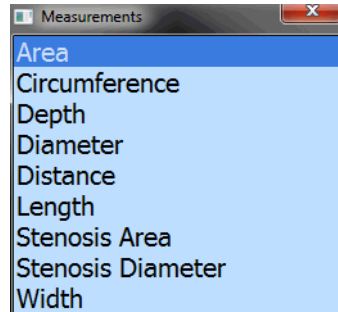 Measurements
Area
Circumference
Depth
Diameter
Distance
Length
Stenosis Area
Stenosis Diameter
Width